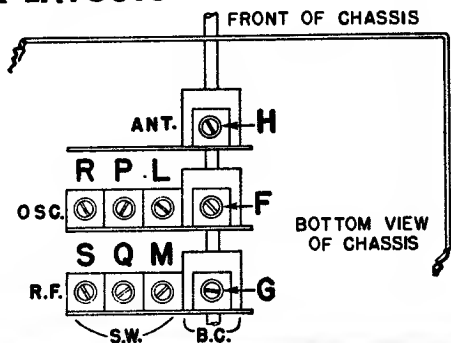 FRONT OF CHASSIS
ANT. H
R P L
OSC. F
BOTTOM VIEW
OF CHASSIS
S Q M
R.F. G
S.W. B.C.